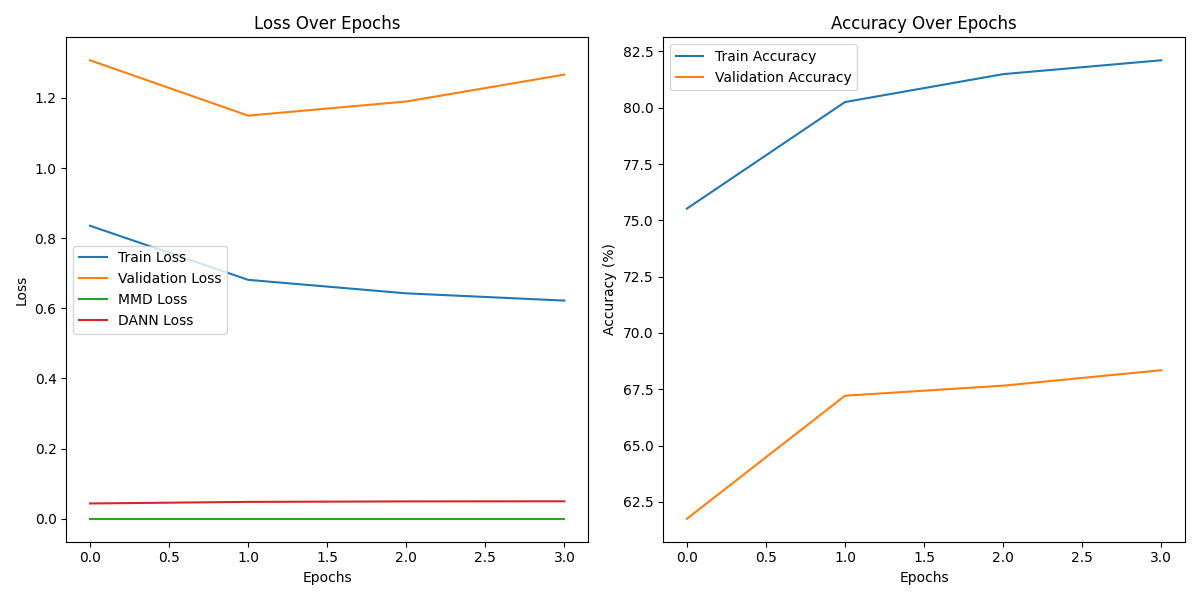 Loss Over Epochs
1.2
1.0
0.8
0.6
0.4
0.2
0.0
Loss
Train Loss
Validation Loss
MMD Loss
DANN Loss
0.0 0.5 1.0 1.5 2.0 2.5 3.0
Epochs
Accuracy Over Epochs
82.5
80.0
77.5
75.0
72.5
70.0
67.5
65.0
62.5
Accuracy (%)
Train Accuracy
Validation Accuracy
0.0 0.5 1.0 1.5 2.0 2.5 3.0
Epochs